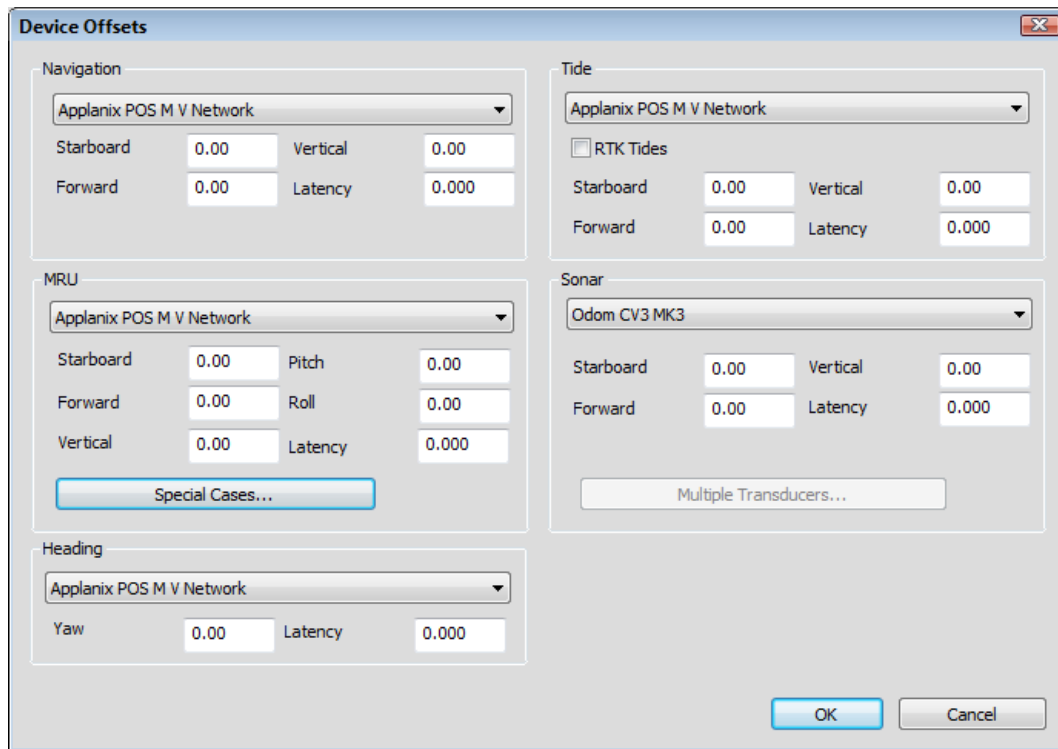 Device Offsets
Navigation
Applanix POS M V Network
Starboard 0.00 Vertical 0.00
Forward 0.00 Latency 0.000
Tide
Applanix POS M V Network
RTK Tides
Starboard 0.00 Vertical 0.00
Forward 0.00 Latency 0.000
MRU
Applanix POS M V Network
Starboard 0.00 Pitch 0.00
Forward 0.00 Roll 0.00
Vertical 0.00 Latency 0.000
Special Cases...
Sonar
Odom CV3 MK3
Starboard 0.00 Vertical 0.00
Forward 0.00 Latency 0.000
Multiple Transducers...
Heading
Applanix POS M V Network
Yaw 0.00 Latency 0.000
OK Cancel